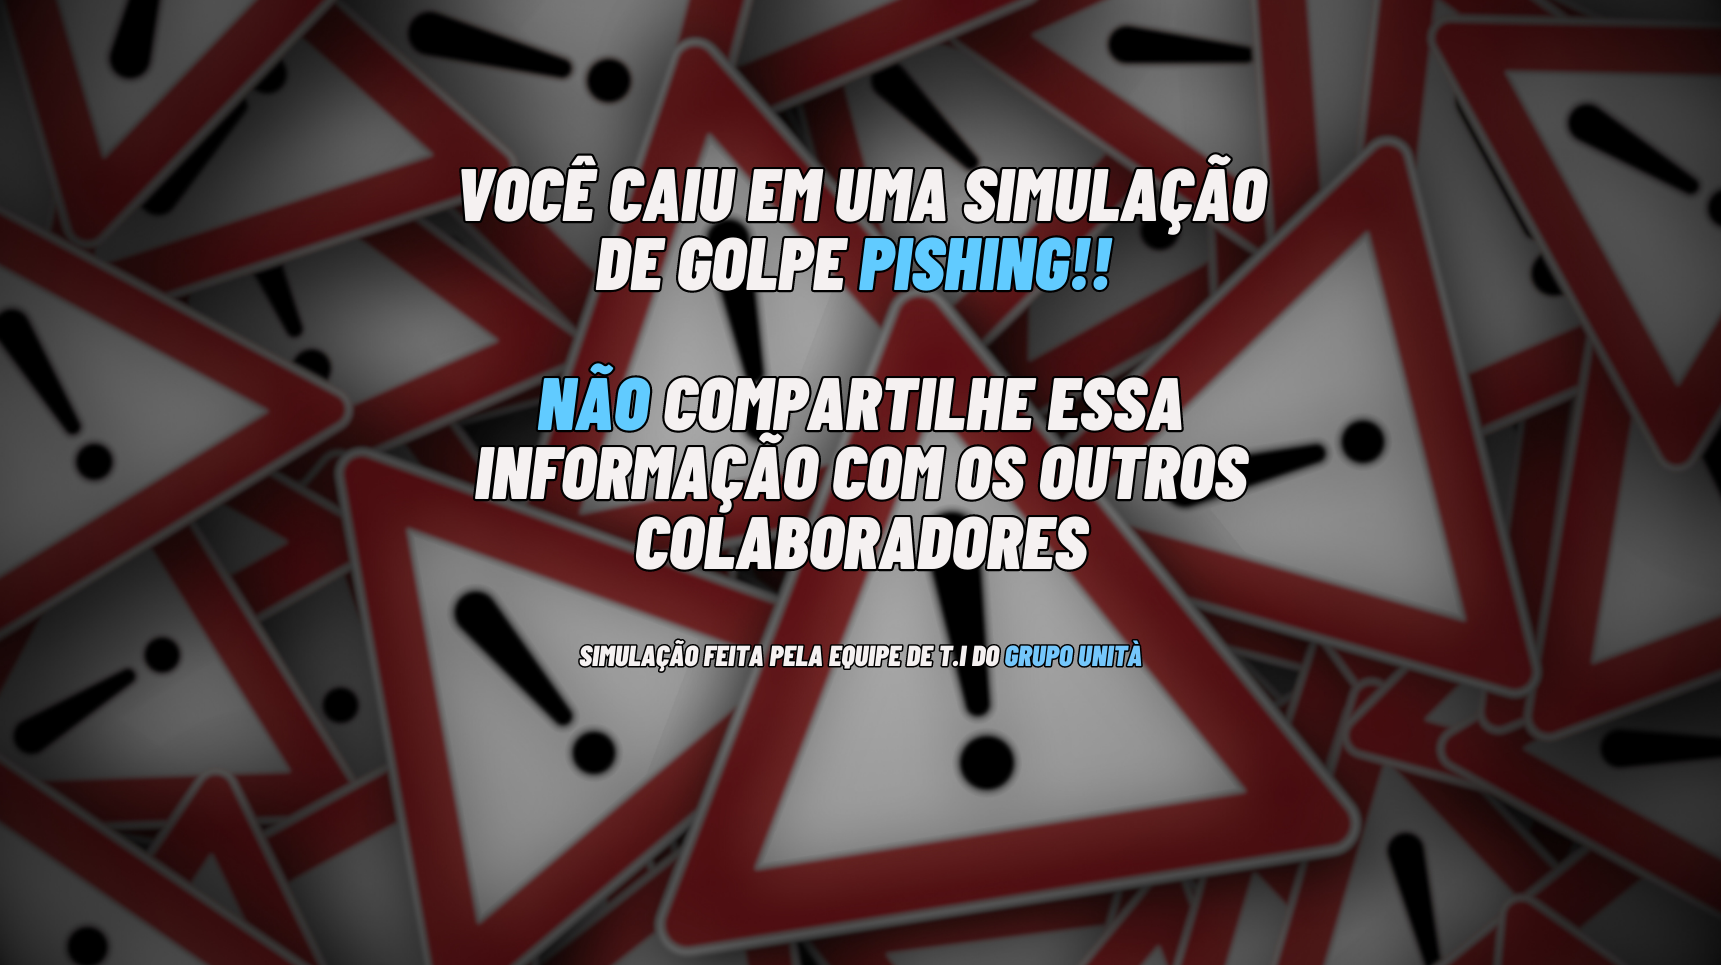 VOCÊ CAIU EM UMA SIMULAÇÃO
DE GOLPE PISHING!!
NÃO COMPARTILHE ESSA
INFORMAÇÃO COM OS OUTROS
COLABORADORES
SIMULAÇÃO FEITA PELA EQUIPE DE T.I DO GRUPO UNITÀ